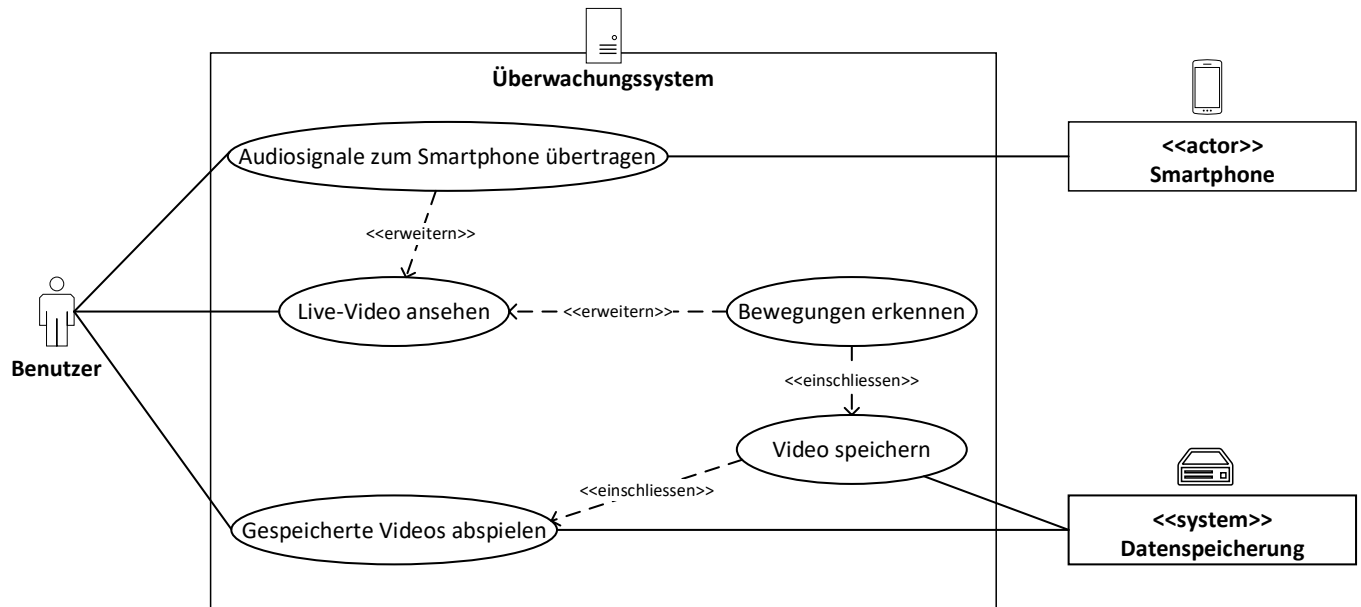 Überwachungssystem
Audiosignale zum Smartphone übertragen
<<actor>>
Smartphone
<<erweitern>>
Live-Video ansehen
<<erweitern>>
Bewegungen erkennen
Benutzer
<<einschliessen>>
Video speichern
<<einschliessen>>
Gespeicherte Videos abspielen
<<system>>
Datenspeicherung